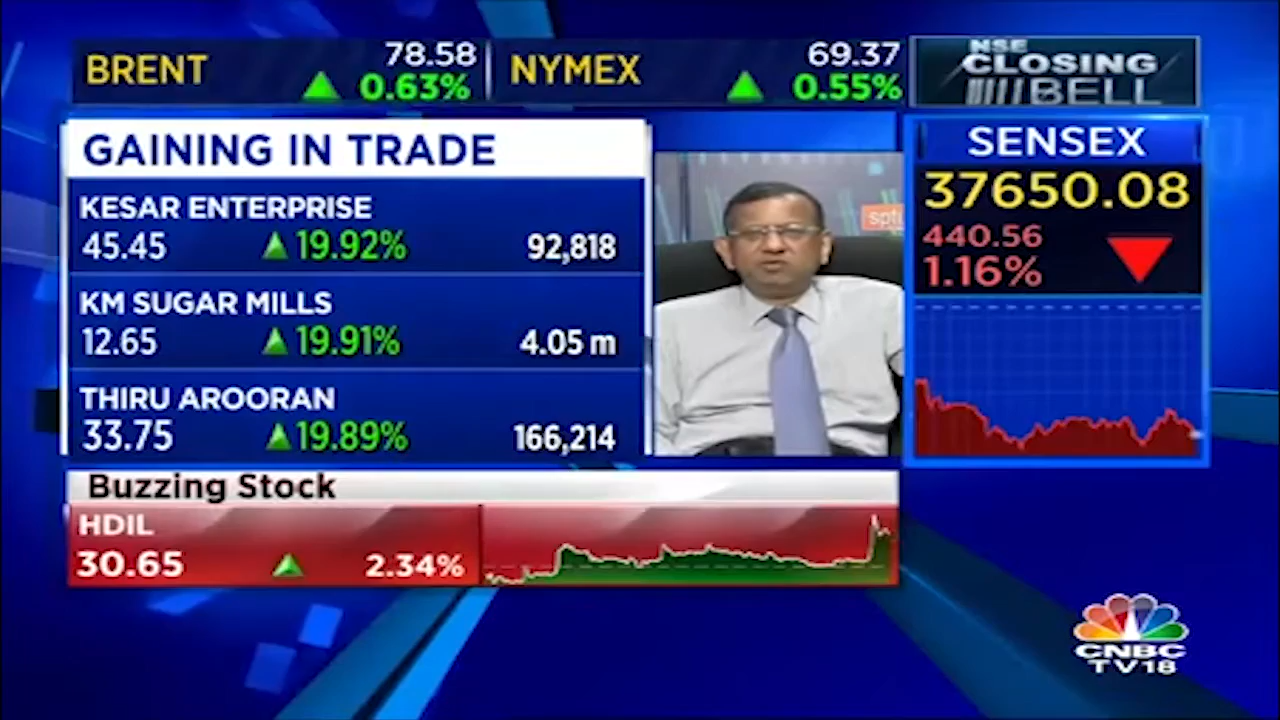 BRENT
78.58
0.63%
NYMEX
69.37
0.55%
NSE
CLOSING
BELL
GAINING IN TRADE
KESAR ENTERPRISE
45.45 19.92% 92,818
KM SUGAR MILLS
12.65 19.91% 4.05 m
THIRU AROORAN
33.75 19.89% 166,214
SENSEX
37650.08
440.56
1.16%
Buzzing Stock
HDIL
30.65 2.34%
CNBC
TV18